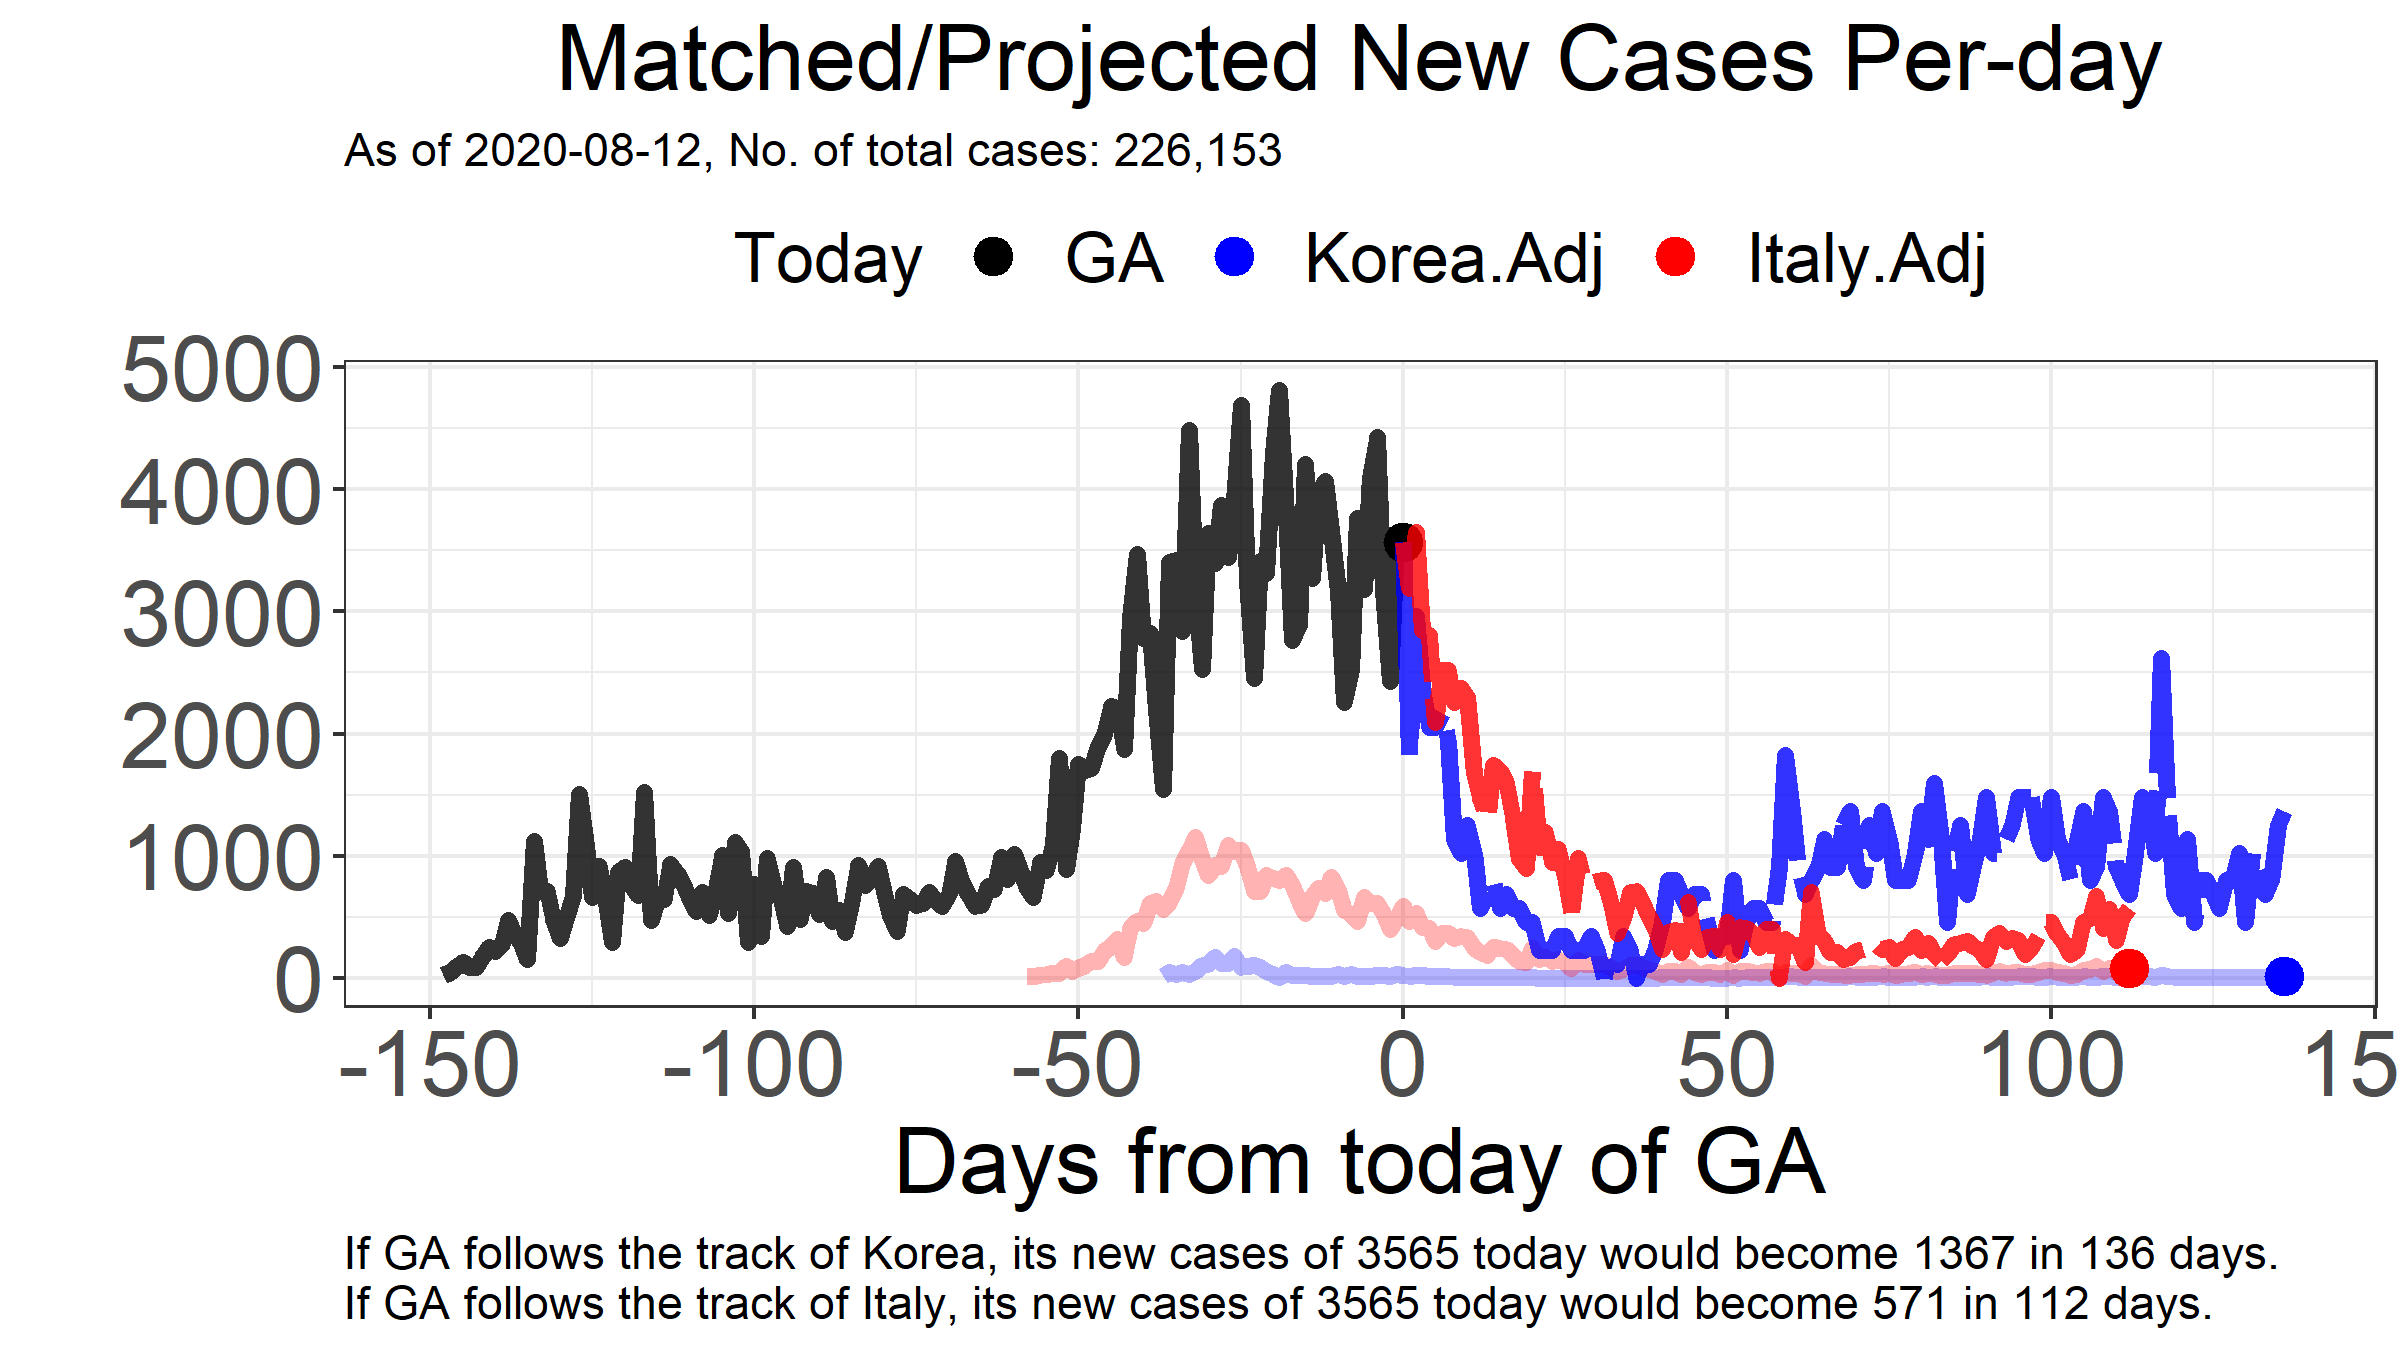 Matched/Projected New Cases Per-day
As of 2020-08-12, No. of total cases: 226,153
Today GA Korea.Adj Italy.Adj
5000
4000
3000
2000
1000
0
-150 -100 -50 0 50 100 15
Days from today of GA
If GA follows the track of Korea, its new cases of 3565 today would become 1367 in 136 days.
If GA follows the track of Italy, its new cases of 3565 today would become 571 in 112 days.